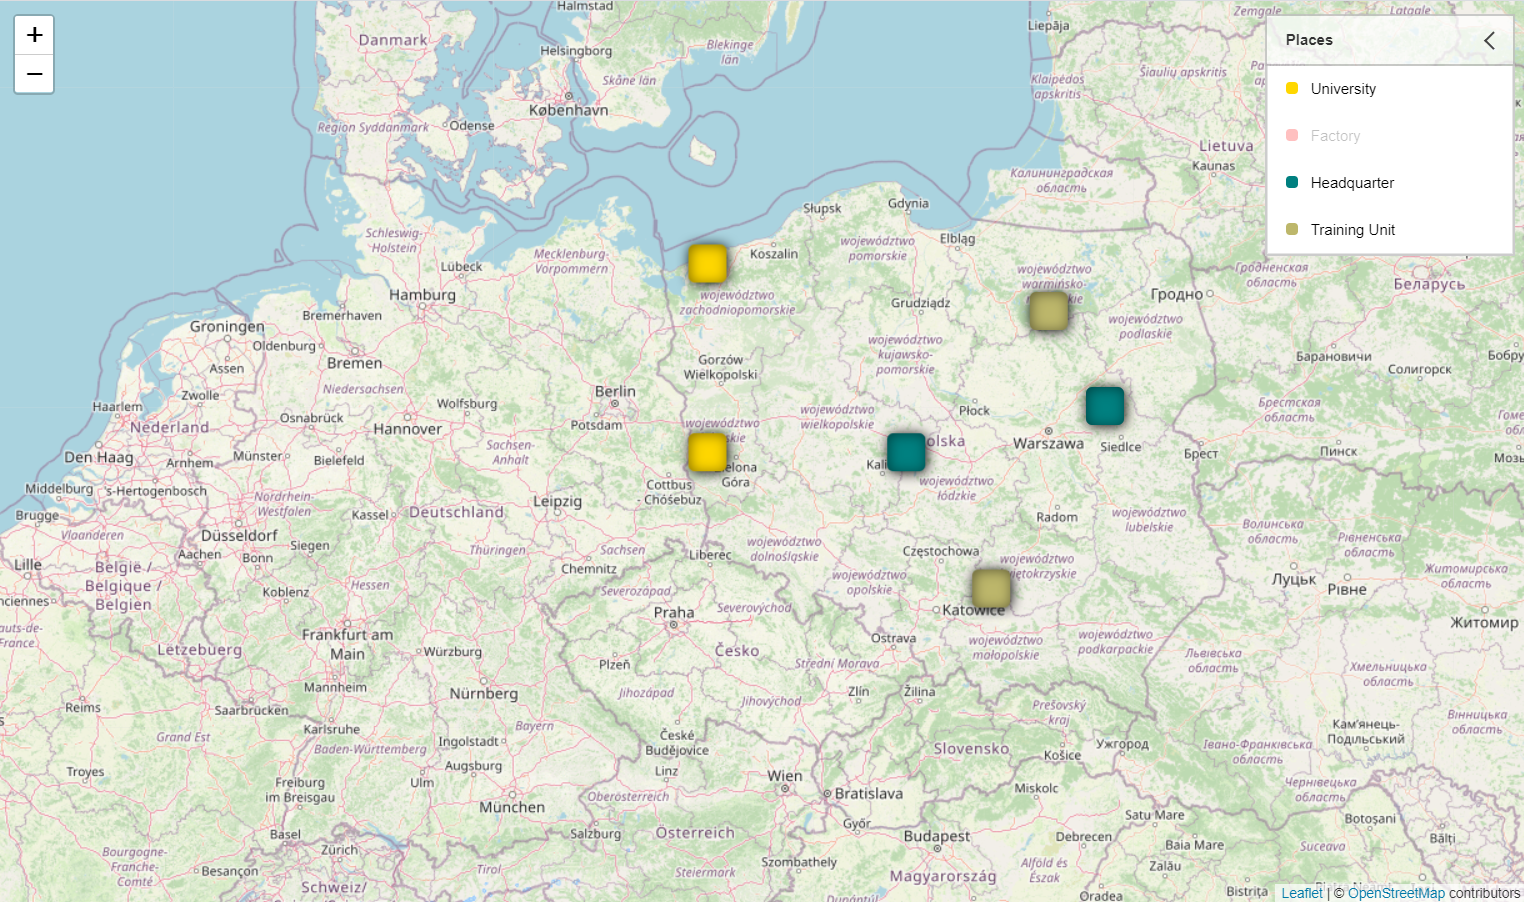 +
−
Places
University
Factory
Headquarter
Training Unit
Halmstad
Liepāja
Zemgale
Latgale
Danmark
Helsingborg
Blekinge
län
Skåne län
Klaipėdos
apskritis
Šiaulių apskritis
København
Region Syddanmark
Odense
Lietuva
Kaunas
Калининградская
область
Słupsk
Gdynia
Schleswig-
Holstein
Elbląg
Mecklenburg-
Vorpommern
Koszalin
województwo
pomorskie
Lübeck
województwo
warmińsko-
Гродненская
область
Беларусь
Hamburg
województwo
zachodniopomorskie
Grudziądz
Гродно
Bremerhaven
Groningen
województwo
podlaskie
Oldenburg
Bremen
województwo
kujawsko-
pomorskie
Барановичи
Бобру
Assen
Gorzów
Wielkopolski
Солигорск
Niedersachsen
Berlin
Zwolle
Wolfsburg
Haarlem
Płock
Брестская
область
Osnabrück
Potsdam
województwo
wielkopolskie
województwo
Nederland
Hannover
Warszawa
Siedlce
Брест
Пинск
Den Haag
Arnhem
Münster
Bielefeld
Sachsen-
Anhalt
Góra
Cottbus
- Chóśebuz
województwo
łódzkie
Middelburg
's-Hertogenbosch
Nordrhein-
Westfalen
Kassel
Deutschland
Leipzig
Radom
województwo
lubelskie
Brugge
Vlaanderen
Düsseldorf
Волинська
область
Рівненська
область
Aachen
Bonn
Siegen
Thüringen
Sachsen
Liberec
województwo
dolnośląskie
Częstochowa
województwo
Lille
België /
Belgique /
Belgien
Chemnitz
województwo
opolskie
Луцьк
Рівне
Житомирська
область
Koblenz
Hessen
Severozápad
Severovýchod
Praha
Katowice
Житомир
Frankfurt am
Main
Ostrava
województwo
małopolskie
województwo
podkarpackie
Lëtzebuerg
Würzburg
Plzeň
Česko
Střední Morava
Львівська
область
Хмельницька
область
Mannheim
Nürnberg
Jihozápad
Jihovýchod
Zlín
Žilina
Reims
Saarbrücken
Prešovský
kraj
Вінницька
область
Grand Est
Karlsruhe
Baden-Württemberg
Bayern
České
Budějovice
Slovensko
Košice
Ужгород
Івано-Франківська
область
Кам'янець-
Подільський
Ingolstadt
Troyes
Augsburg
Ulm
Linz
Wien
Freiburg
im Breisgau
München
Oberösterreich
Bratislava
Miskolc
Чернівецька
область
Salzburg
Österreich
Győr
Budapest
Debrecen
Satu Mare
Botoșani
Bălți
Basel
Zürich
Baia Mare
Suceava
Bourgogne-
Franche-
Comté
Besançon
Tirol
Steiermark
Szombathely
Magyarország
Alföld és
Észak
Zalău
Schweiz/
Bistrița
Oradea
Leaflet | © OpenStreetMap contributors